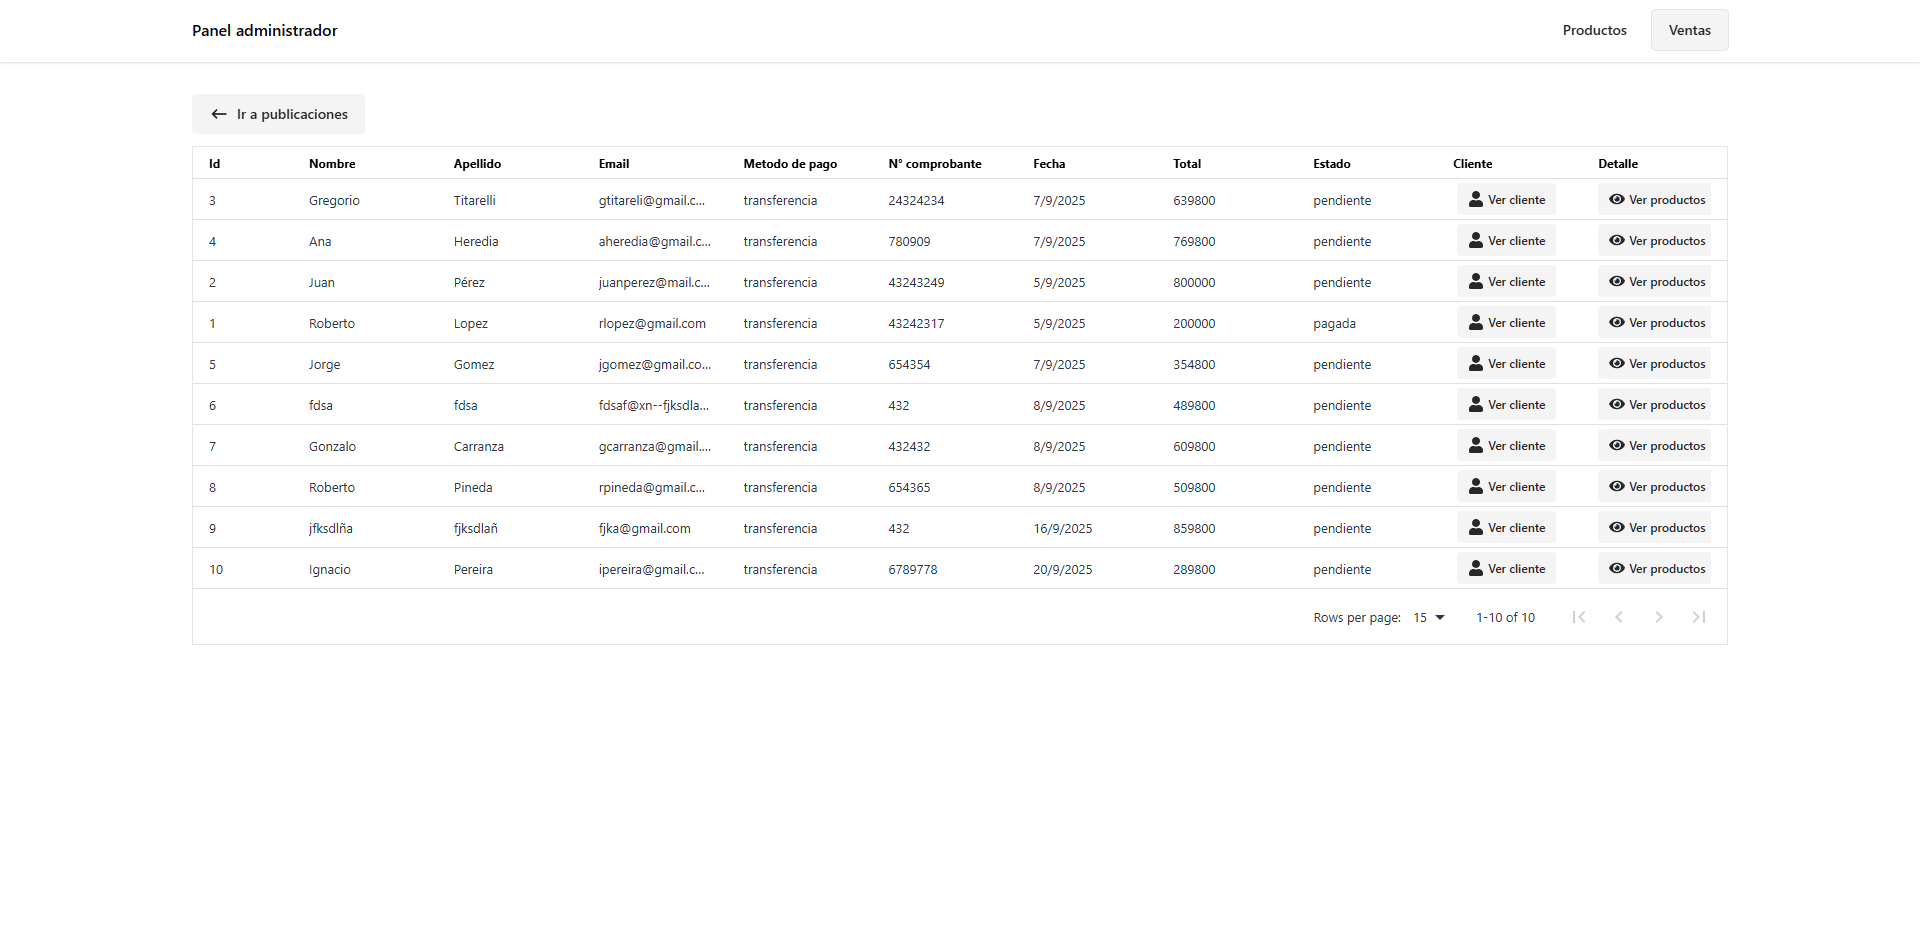 Panel administrador Productos Ventas
Ir a publicaciones
Id Nombre Apellido Email Metodo de pago N° comprobante Fecha Total Estado Cliente Detalle
3 Gregorio Titarelli gtitareli@gmail.c... transferencia 24324234 7/9/2025 639800 pendiente Ver cliente Ver productos
4 Ana Heredia aheredia@gmail.c... transferencia 780909 7/9/2025 769800 pendiente Ver cliente Ver productos
2 Juan Pérez juanperez@mail.c... transferencia 43243249 5/9/2025 800000 pendiente Ver cliente Ver productos
1 Roberto Lopez rlopez@gmail.com transferencia 43242317 5/9/2025 200000 pagada Ver cliente Ver productos
5 Jorge Gomez jgomez@gmail.co... transferencia 654354 7/9/2025 354800 pendiente Ver cliente Ver productos
6 fdsa fdsa fdsaf@xn--fjksdla... transferencia 432 8/9/2025 489800 pendiente Ver cliente Ver productos
7 Gonzalo Carranza gcarranza@gmail.... transferencia 432432 8/9/2025 609800 pendiente Ver cliente Ver productos
8 Roberto Pineda rpineda@gmail.c... transferencia 654365 8/9/2025 509800 pendiente Ver cliente Ver productos
9 jfksdlña fjksdlañ fjka@gmail.com transferencia 432 16/9/2025 859800 pendiente Ver cliente Ver productos
10 Ignacio Pereira ipereira@gmail.c... transferencia 6789778 20/9/2025 289800 pendiente Ver cliente Ver productos
Rows per page: 15 1-10 of 10